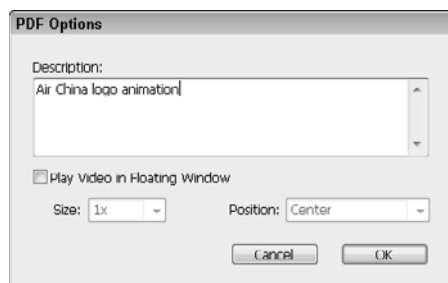 PDF Options
Description:
Air China logo animation
Play Video in Floating Window
Size: 1x Position: Center
Cancel OK